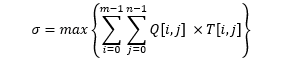 σ = max { ∑_{i=0}^{m−1} ∑_{j=0}^{n−1} Q[i,j] × T[i,j] }